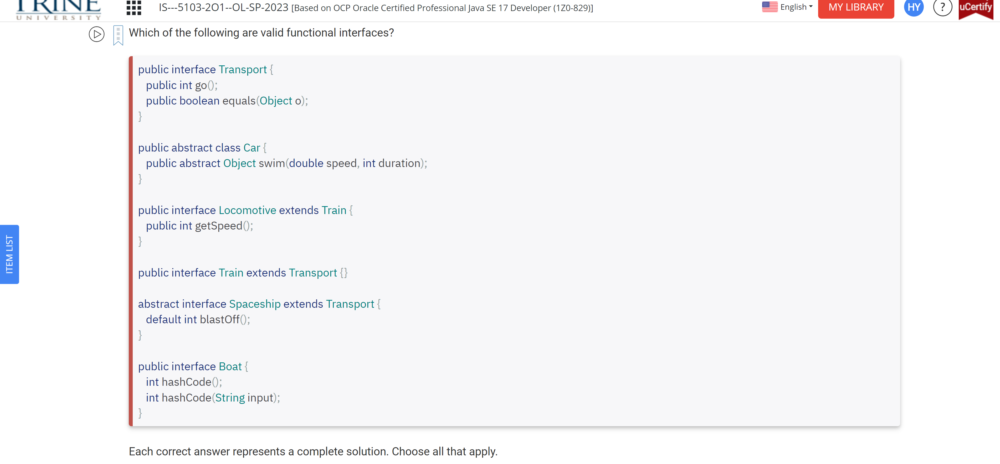 TRINE
UNIVERSITY
IS---5103-2O1--OL-SP-2023 [Based on OCP Oracle Certified Professional Java SE 17 Developer (1Z0-829)]
English
MY LIBRARY
HY
?
uCertify
Which of the following are valid functional interfaces?
public interface Transport {
public int go();
public boolean equals(Object o);
}
public abstract class Car {
public abstract Object swim(double speed, int duration);
}
public interface Locomotive extends Train {
public int getSpeed();
}
ITEM LIST
public interface Train extends Transport {}
abstract interface Spaceship extends Transport {
default int blastOff();
}
public interface Boat {
int hashCode();
int hashCode(String input);
}
Each correct answer represents a complete solution. Choose all that apply.